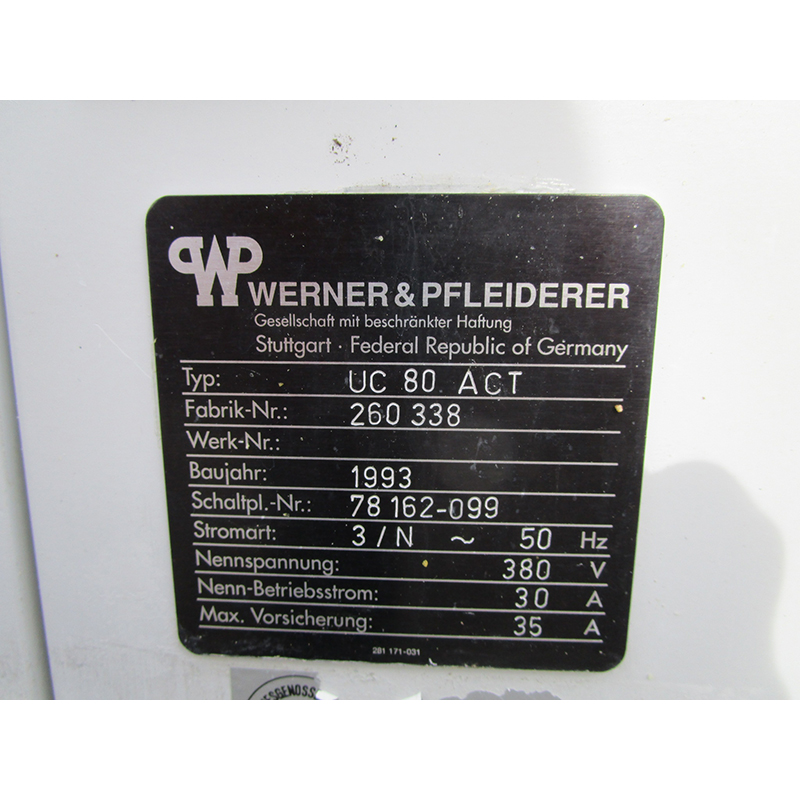 WP WERNER & PFLEIDERER
Gesellschaft mit beschränkter Haftung
Stuttgart · Federal Republic of Germany
Typ: UC 80 ACT
Fabrik-Nr.: 260 338
Werk-Nr.:
Baujahr: 1993
Schaltpl.-Nr.: 78 162-099
Stromart: 3 / N ~ 50 Hz
Nennspannung: 380 V
Nenn-Betriebsstrom: 30 A
Max. Vorsicherung: 35 A
281 171-031